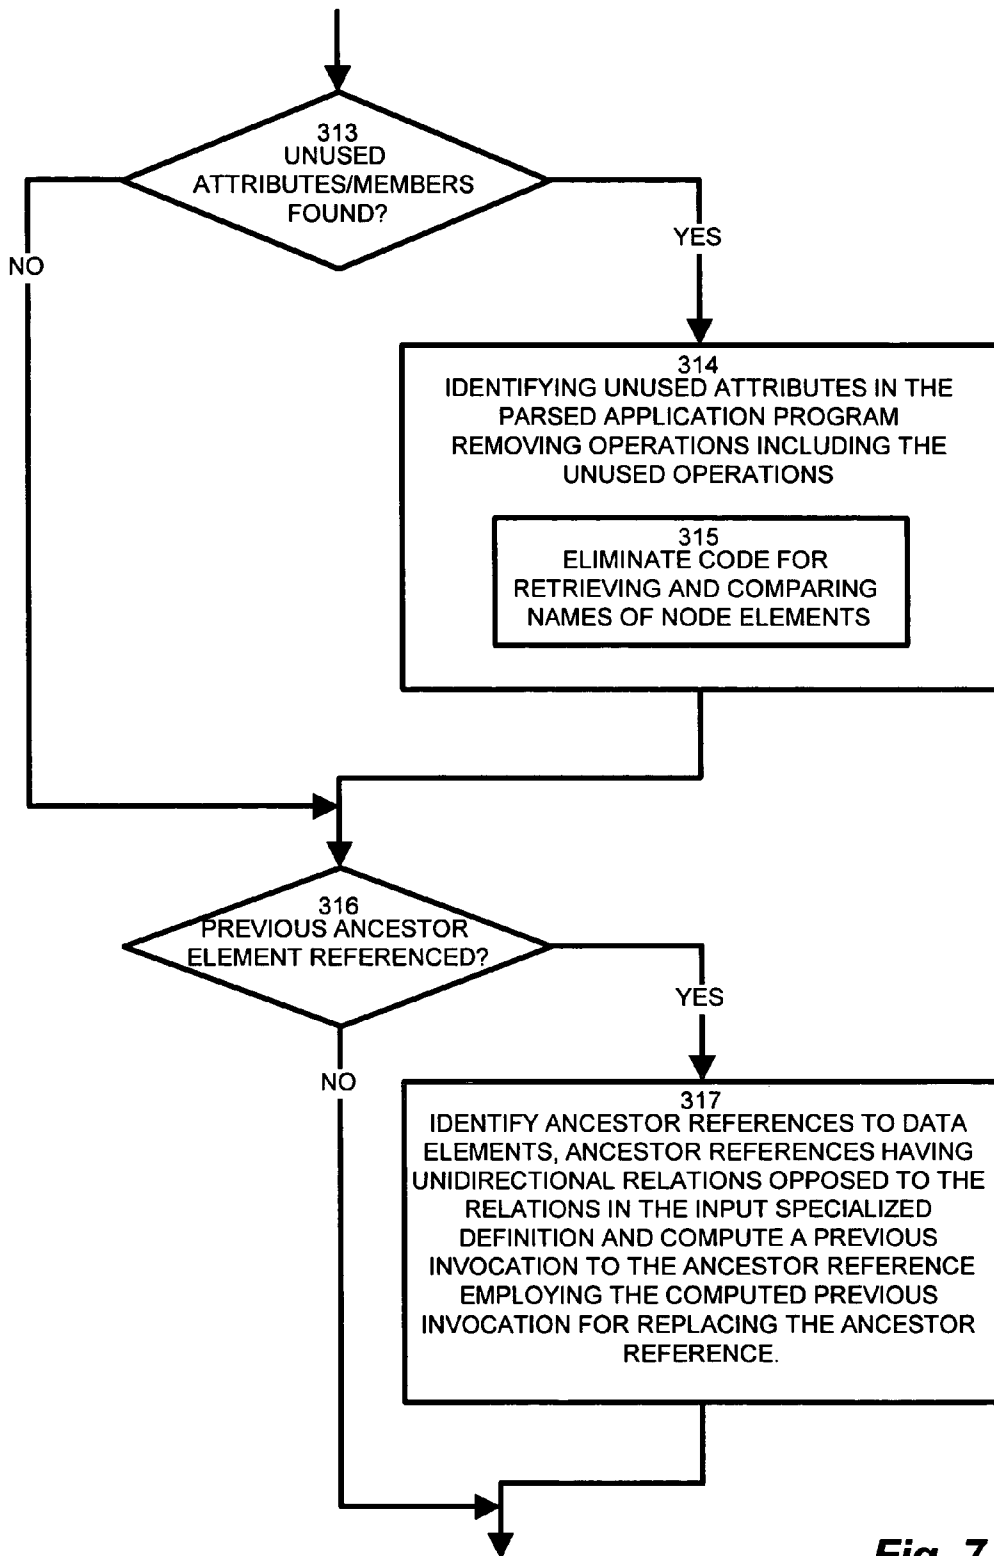 313
UNUSED
ATTRIBUTES/MEMBERS
FOUND?
YES
NO
314
IDENTIFYING UNUSED ATTRIBUTES IN THE
PARSED APPLICATION PROGRAM
REMOVING OPERATIONS INCLUDING THE
UNUSED OPERATIONS
315
ELIMINATE CODE FOR
RETRIEVING AND COMPARING
NAMES OF NODE ELEMENTS
316
PREVIOUS ANCESTOR
ELEMENT REFERENCED?
YES
NO
317
IDENTIFY ANCESTOR REFERENCES TO DATA
ELEMENTS, ANCESTOR REFERENCES HAVING
UNIDIRECTIONAL RELATIONS OPPOSED TO THE
RELATIONS IN THE INPUT SPECIALIZED
DEFINITION AND COMPUTE A PREVIOUS
INVOCATION TO THE ANCESTOR REFERENCE
EMPLOYING THE COMPUTED PREVIOUS
INVOCATION FOR REPLACING THE ANCESTOR
REFERENCE.
Fig. 7